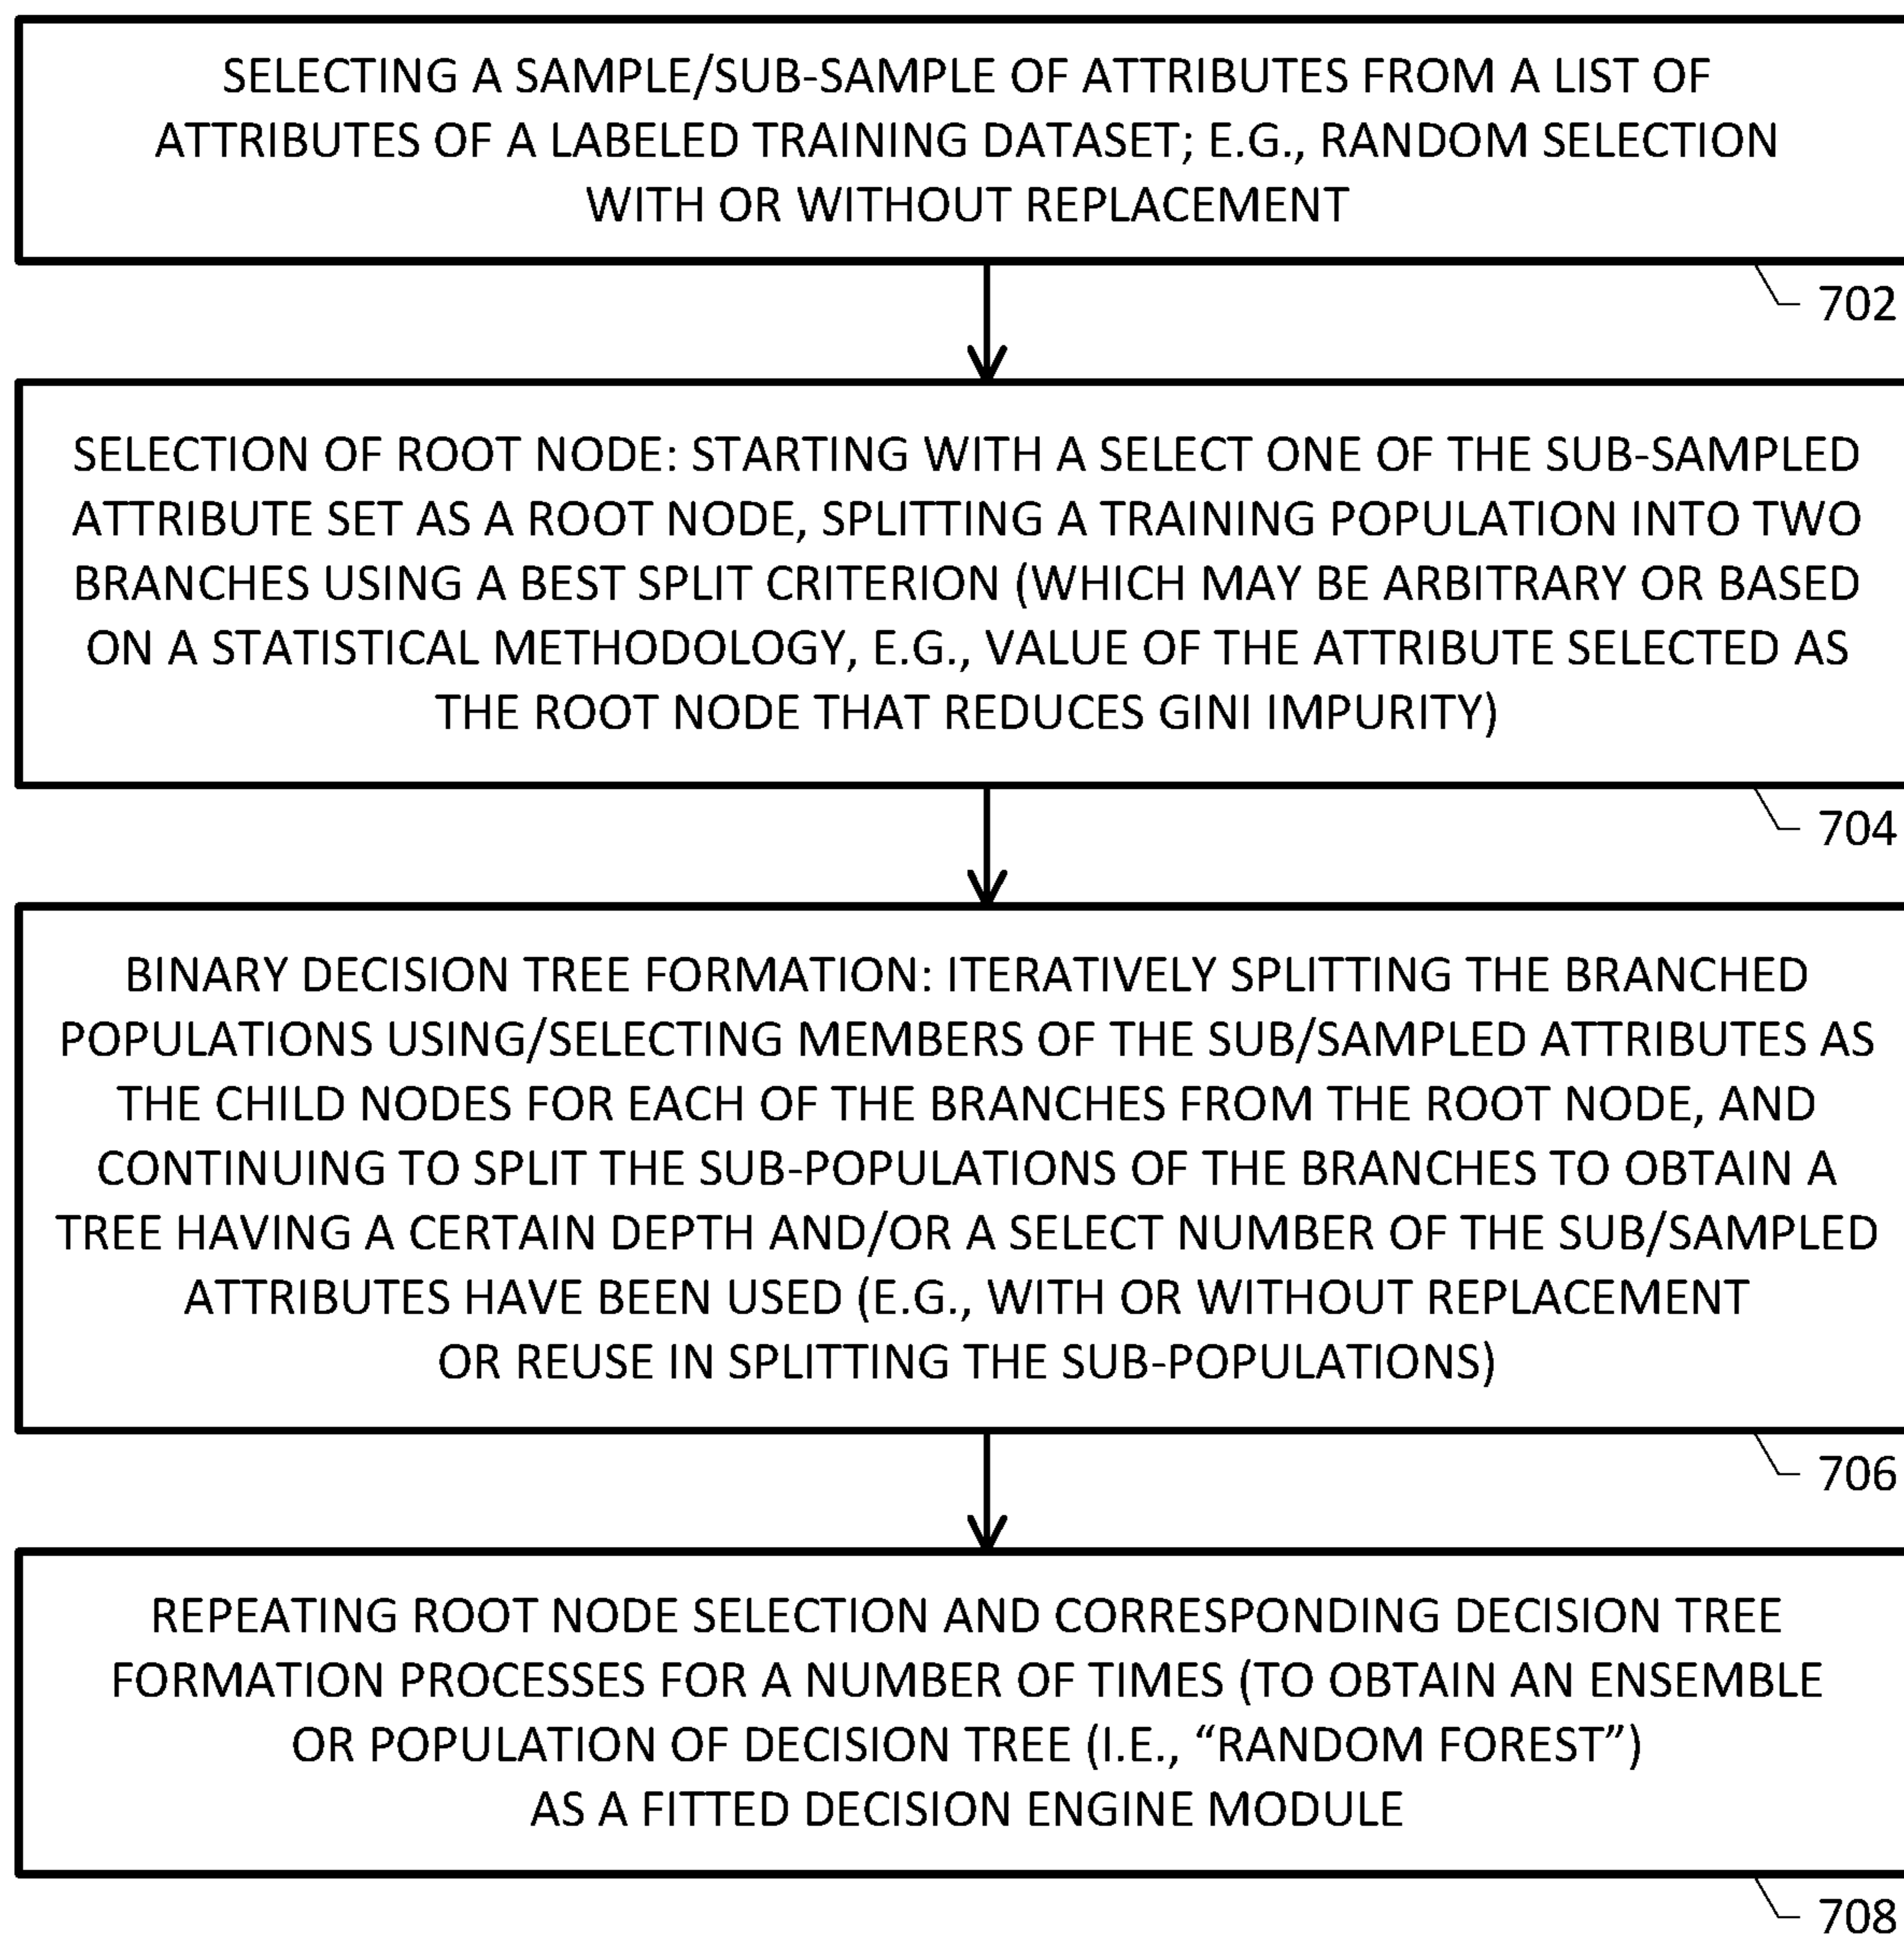 SELECTING A SAMPLE/SUB-SAMPLE OF ATTRIBUTES FROM A LIST OF
ATTRIBUTES OF A LABELED TRAINING DATASET; E.G., RANDOM SELECTION
WITH OR WITHOUT REPLACEMENT
702
SELECTION OF ROOT NODE: STARTING WITH A SELECT ONE OF THE SUB-SAMPLED
ATTRIBUTE SET AS A ROOT NODE, SPLITTING A TRAINING POPULATION INTO TWO
BRANCHES USING A BEST SPLIT CRITERION (WHICH MAY BE ARBITRARY OR BASED
ON A STATISTICAL METHODOLOGY, E.G., VALUE OF THE ATTRIBUTE SELECTED AS
THE ROOT NODE THAT REDUCES GINI IMPURITY)
704
BINARY DECISION TREE FORMATION: ITERATIVELY SPLITTING THE BRANCHED
POPULATIONS USING/SELECTING MEMBERS OF THE SUB/SAMPLED ATTRIBUTES AS
THE CHILD NODES FOR EACH OF THE BRANCHES FROM THE ROOT NODE, AND
CONTINUING TO SPLIT THE SUB-POPULATIONS OF THE BRANCHES TO OBTAIN A
TREE HAVING A CERTAIN DEPTH AND/OR A SELECT NUMBER OF THE SUB/SAMPLED
ATTRIBUTES HAVE BEEN USED (E.G., WITH OR WITHOUT REPLACEMENT
OR REUSE IN SPLITTING THE SUB-POPULATIONS)
706
REPEATING ROOT NODE SELECTION AND CORRESPONDING DECISION TREE
FORMATION PROCESSES FOR A NUMBER OF TIMES (TO OBTAIN AN ENSEMBLE
OR POPULATION OF DECISION TREE (I.E., “RANDOM FOREST”)
AS A FITTED DECISION ENGINE MODULE
708